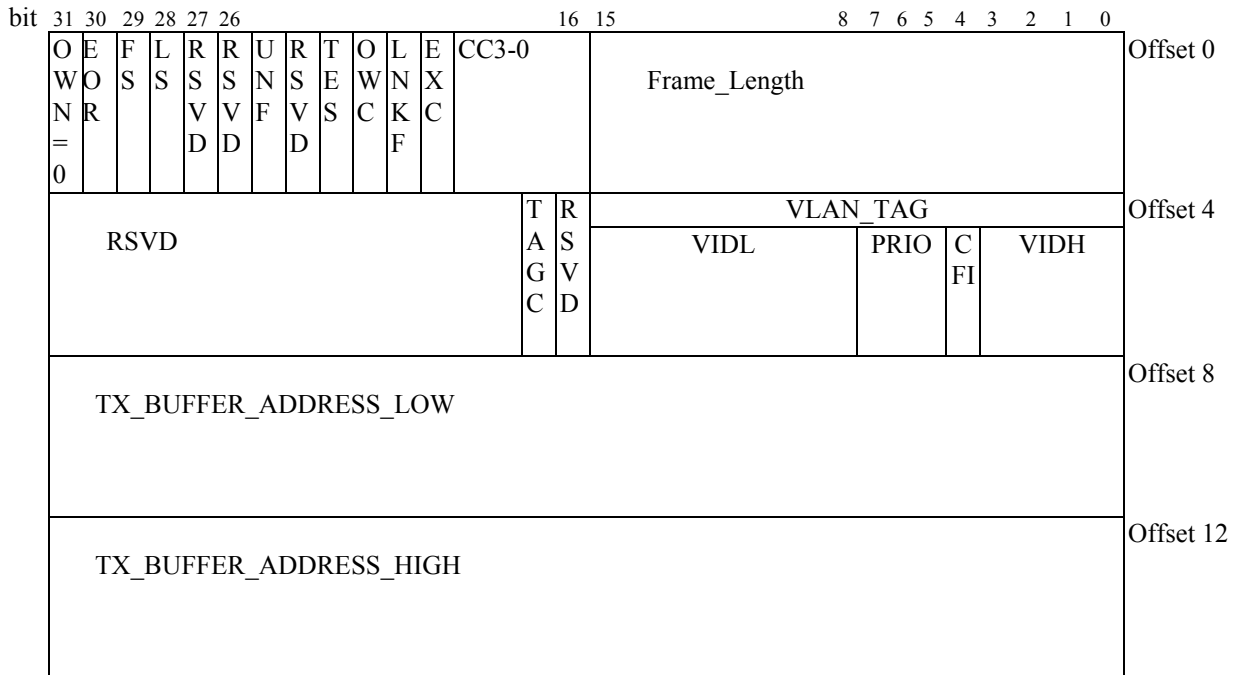 bit 31 30 29 28 27 26 16 15 8 7 6 5 4 3 2 1 0
O E F L R R U R T O L E CC3-0 Offset 0
W O S S S S N S E W N X Frame_Length
N R V V F V S C K C
= D D D F
0
T R VLAN_TAG Offset 4
RSVD A S VIDL PRIO C VIDH
G V FI
C D
Offset 8
TX_BUFFER_ADDRESS_LOW
Offset 12
TX_BUFFER_ADDRESS_HIGH